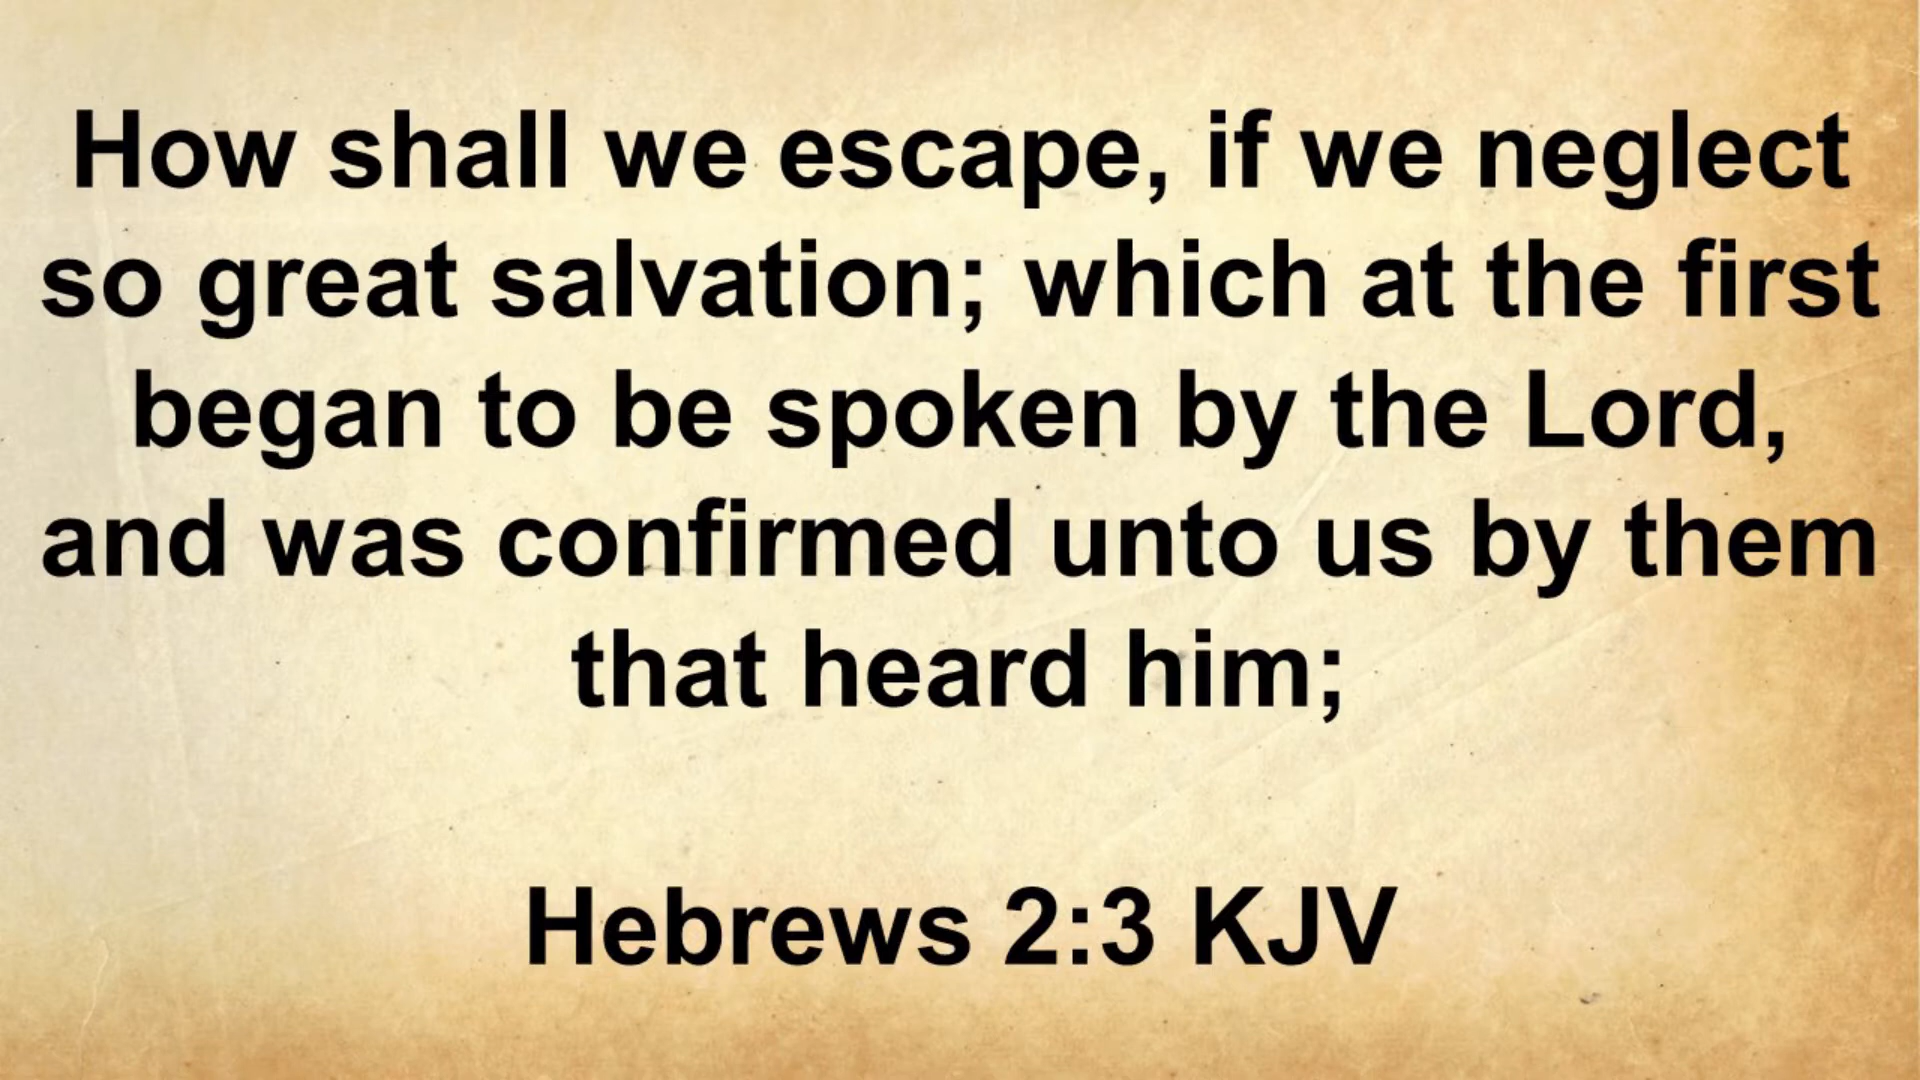 How shall we escape, if we neglect
so great salvation; which at the first
began to be spoken by the Lord,
and was confirmed unto us by them
that heard him;
Hebrews 2:3 KJV